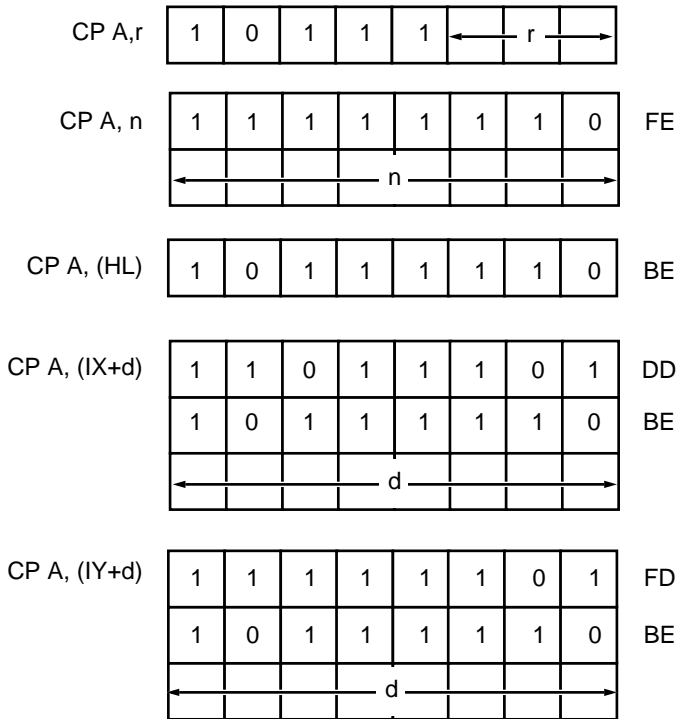 CP A,r 1 0 1 1 1 r
CP A, n 1 1 1 1 1 1 1 0 FE
n
CP A, (HL) 1 0 1 1 1 1 1 0 BE
CP A, (IX+d) 1 1 0 1 1 1 0 1 DD
1 0 1 1 1 1 1 0 BE
d
CP A, (IY+d) 1 1 1 1 1 1 0 1 FD
1 0 1 1 1 1 1 0 BE
d